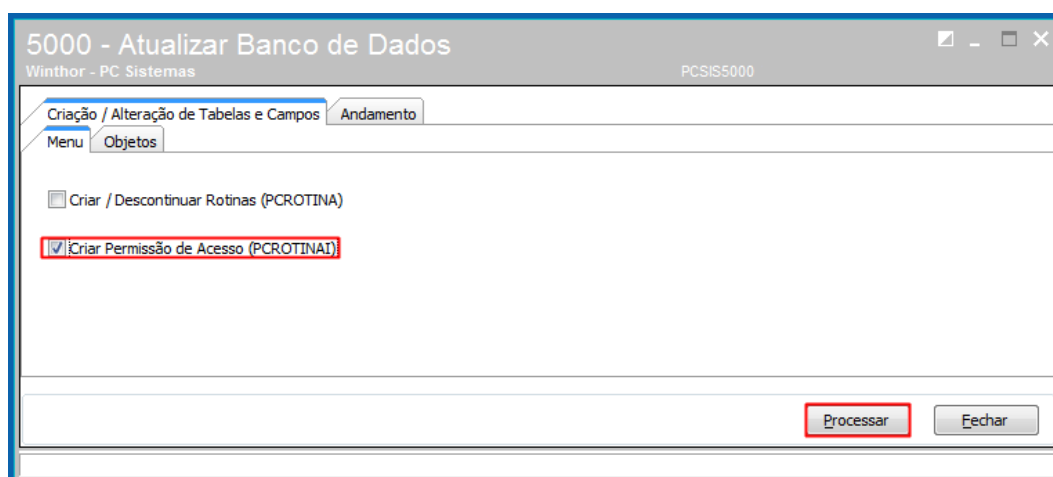 5000 - Atualizar Banco de Dados
Winthor - PC Sistemas PCSIS5000
Criação / Alteração de Tabelas e Campos Andamento
Menu Objetos
Criar / Descontinuar Rotinas (PCROTINA)
Criar Permissão de Acesso (PCROTINAI)
Processar Fechar